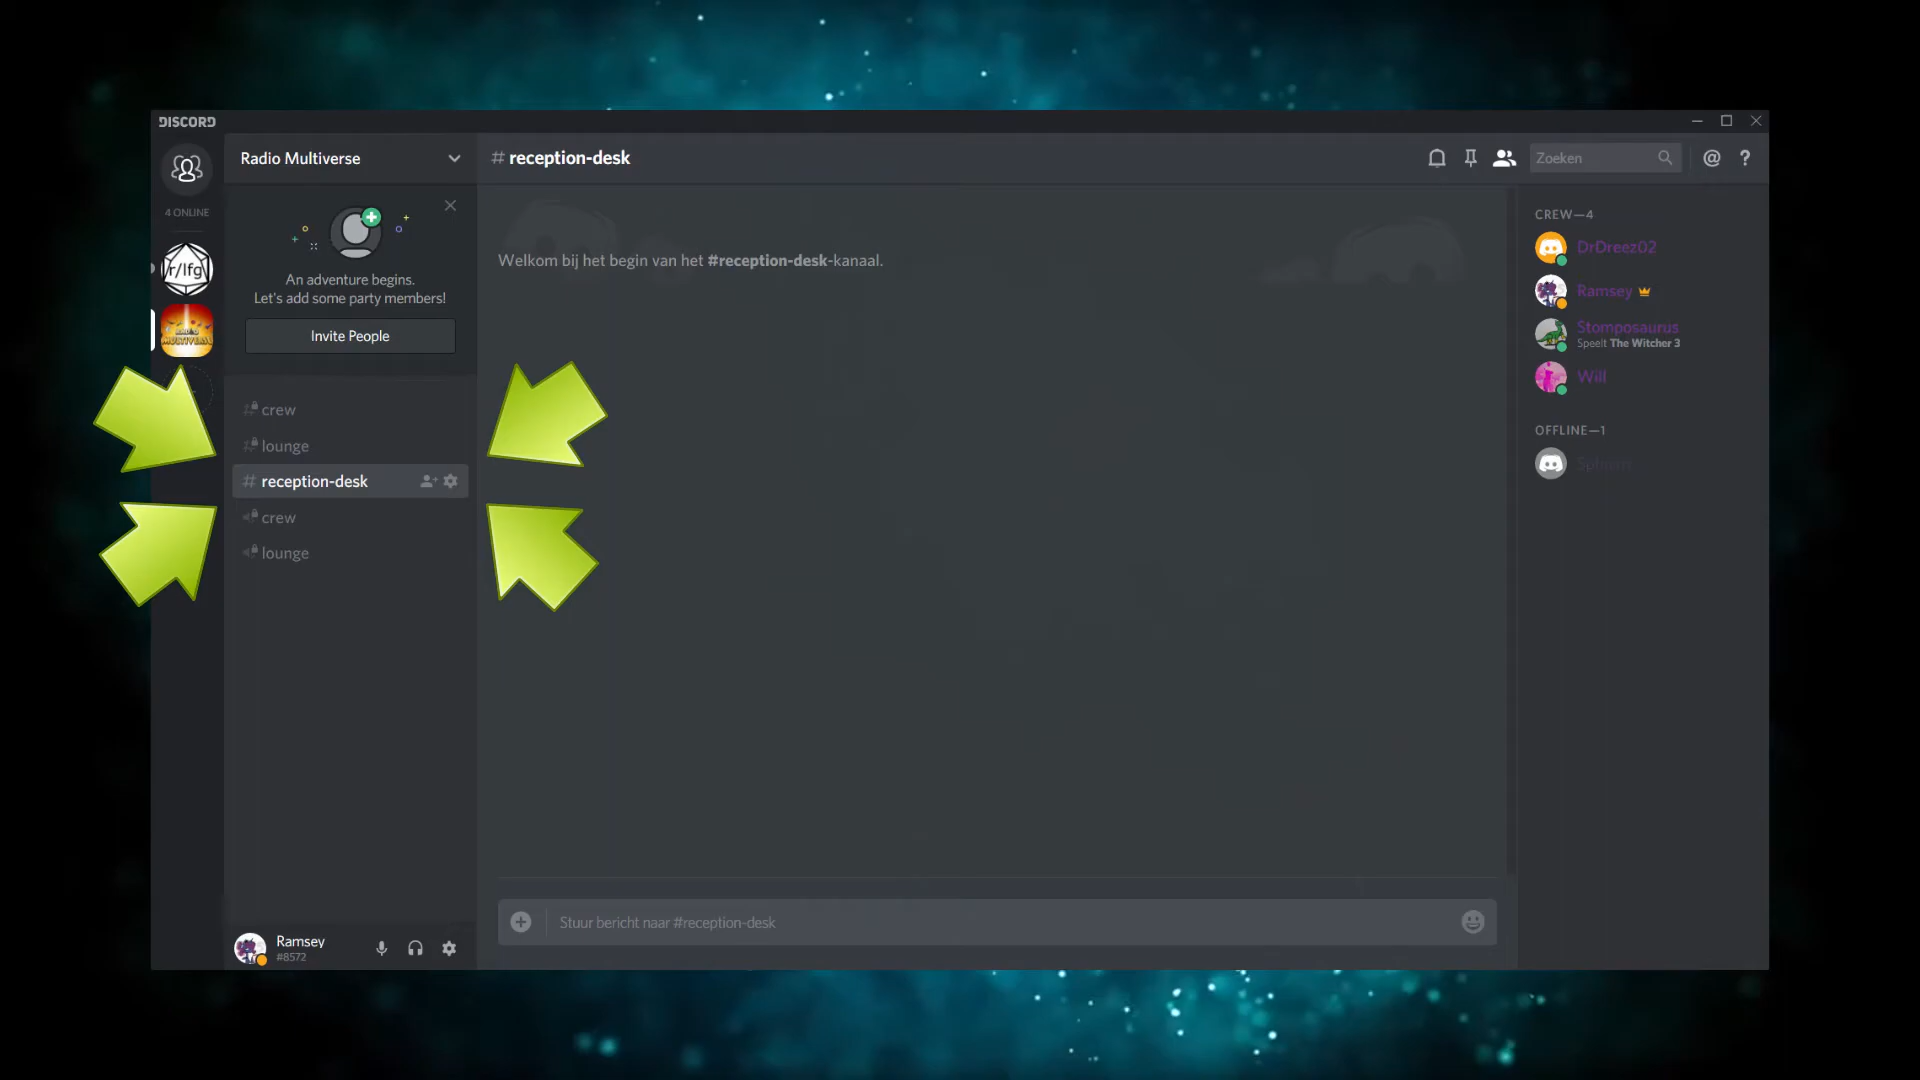 DISCORD
4 ONLINE
r/lfg
MULTIVERSE
Radio Multiverse
An adventure begins.
Let's add some party members!
Invite People
crew
lounge
# reception-desk
crew
lounge
Ramsey
#8572
# reception-desk
Zoeken
@ ?
Welkom bij het begin van het #reception-desk-kanaal.
Stuur bericht naar #reception-desk
CREW—4
DrDreez02
Ramsey
Stomposaurus
Speelt The Witcher 3
Will
OFFLINE—1